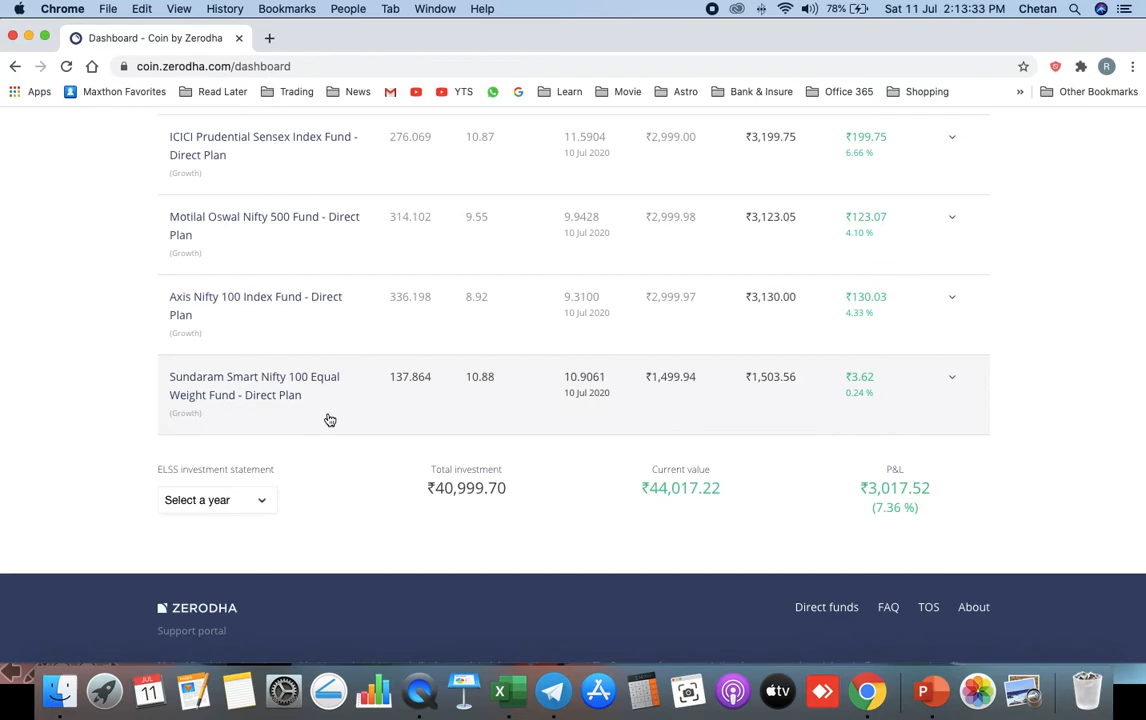 Chrome File Edit View History Bookmarks People Tab Window Help 78% Sat 11 Jul 2:13:33 PM Chetan
Dashboard - Coin by Zerodha
coin.zerodha.com/dashboard R
Apps Maxthon Favorites Read Later Trading News YTS Learn Movie Astro Bank & Insure Office 365 Shopping » Other Bookmarks
ICICI Prudential Sensex Index Fund - 276.069 10.87 11.5904 ₹2,999.00 ₹3,199.75 ₹199.75
Direct Plan 10 Jul 2020 6.66 %
(Growth)
Motilal Oswal Nifty 500 Fund - Direct 314.102 9.55 9.9428 ₹2,999.98 ₹3,123.05 ₹123.07
Plan 10 Jul 2020 4.10 %
(Growth)
Axis Nifty 100 Index Fund - Direct 336.198 8.92 9.3100 ₹2,999.97 ₹3,130.00 ₹130.03
Plan 10 Jul 2020 4.33 %
(Growth)
Sundaram Smart Nifty 100 Equal 137.864 10.88 10.9061 ₹1,499.94 ₹1,503.56 ₹3.62
Weight Fund - Direct Plan 10 Jul 2020 0.24 %
(Growth)
ELSS investment statement Total investment Current value P&L
Select a year ₹40,999.70 ₹44,017.22 ₹3,017.52
(7.36 %)
ZERODHA Direct funds FAQ TOS About
Support portal
JUL
11 tv